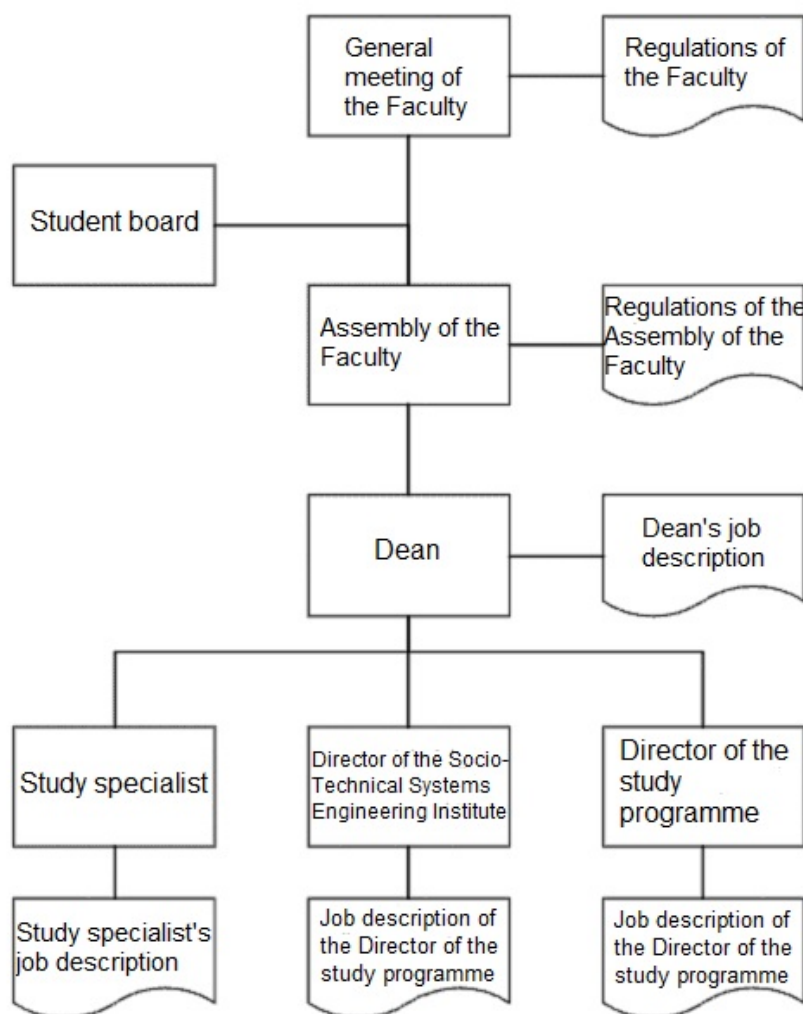 General
meeting of
the Faculty
Regulations of
the Faculty
Student board
Assembly of the
Faculty
Regulations of the
Assembly of the
Faculty
Dean
Dean's job
description
Study specialist
Director of the Socio-
Technical Systems
Engineering Institute
Director of the
study
programme
Study specialist's
job description
Job description of
the Director of the
study programme
Job description of
the Director of the
study programme